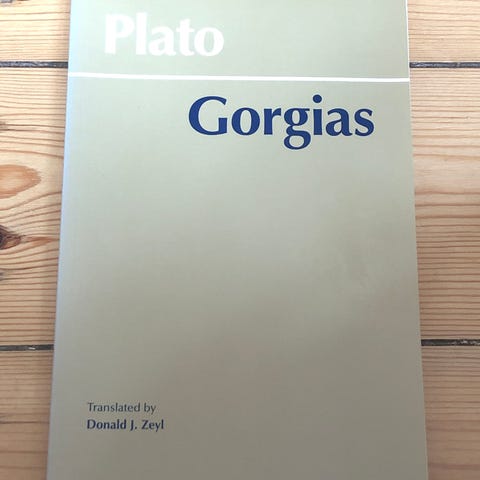 Plato
Gorgias
Translated by
Donald J. Zeyl